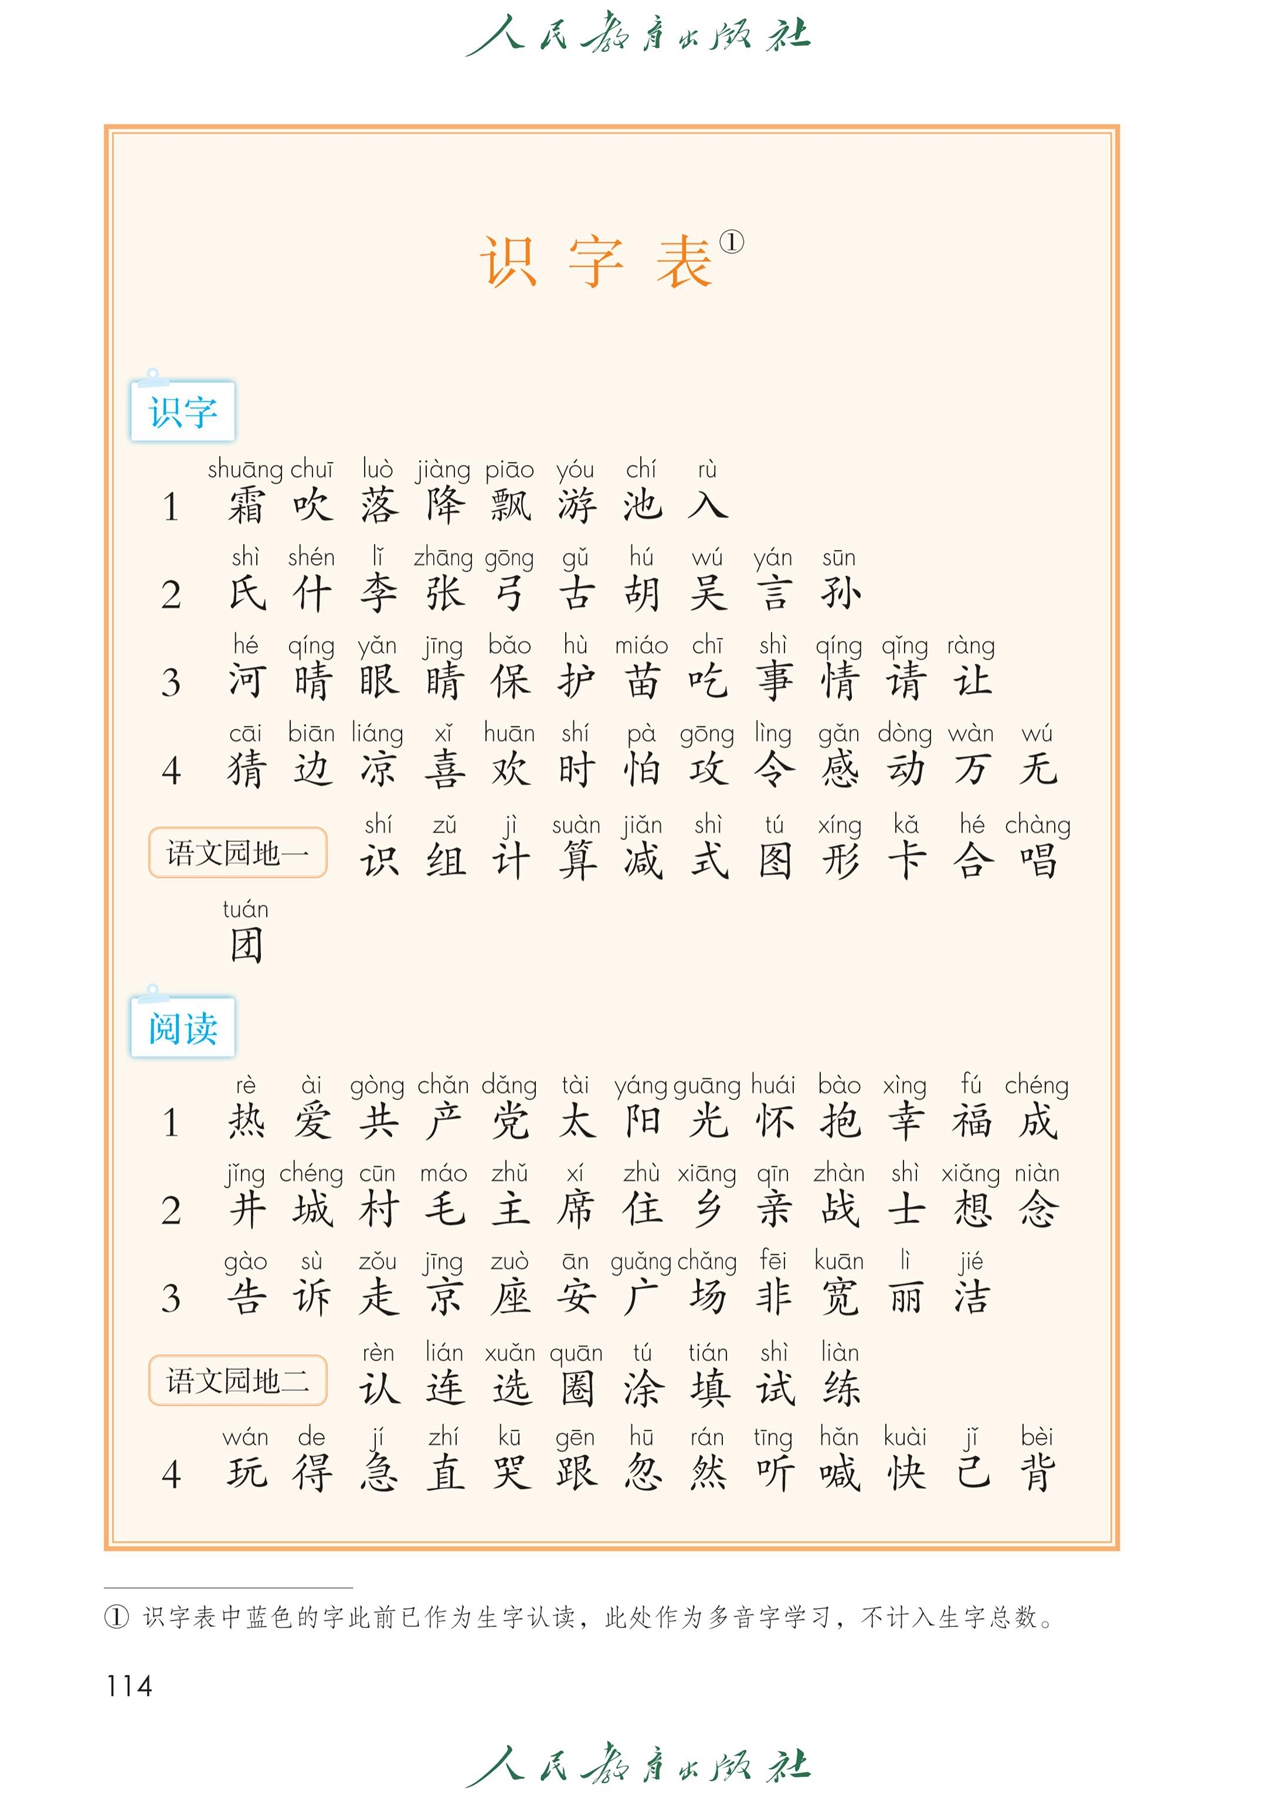 人民教育出版社
识字表①
识字
shuāng chuī luò jiàng piāo yóu chí rù
1 霜 吹 落 降 飘 游 池 入
shì shén lǐ zhāng gōng gǔ hú wú yán sūn
2 氏 什 李 张 弓 古 胡 吴 言 孙
hé qíng yǎn jīng bǎo hù miáo chī shì qíng qǐng ràng
3 河 晴 眼 睛 保 护 苗 吃 事 情 请 让
cāi biān liáng xǐ huān shí pà gōng lìng gǎn dòng wàn wú
4 猜 边 凉 喜 欢 时 怕 攻 令 感 动 万 无
shí zǔ jì suàn jiǎn shì tú xíng kǎ hé chàng
语文园地一 识 组 计 算 减 式 图 形 卡 合 唱
tuán
团
阅读
rè ài gòng chǎn dǎng tài yáng guāng huái bào xìng fú chéng
1 热 爱 共 产 党 太 阳 光 怀 抱 幸 福 成
jǐng chéng cūn máo zhǔ xí zhù xiāng qīn zhàn shì xiǎng niàn
2 井 城 村 毛 主 席 住 乡 亲 战 士 想 念
gào sù zǒu jīng zuò ān guǎng chǎng fēi kuān lì jié
3 告 诉 走 京 座 安 广 场 非 宽 丽 洁
rèn lián xuǎn quān tú tián shì liàn
语文园地二 认 连 选 圈 涂 填 试 练
wán de jí zhí kū gēn hū rán tīng hǎn kuài jǐ bèi
4 玩 得 急 直 哭 跟 忽 然 听 喊 快 己 背
① 识字表中蓝色的字此前已作为生字认读，此处作为多音字学习，不计入生字总数。
114
人民教育出版社